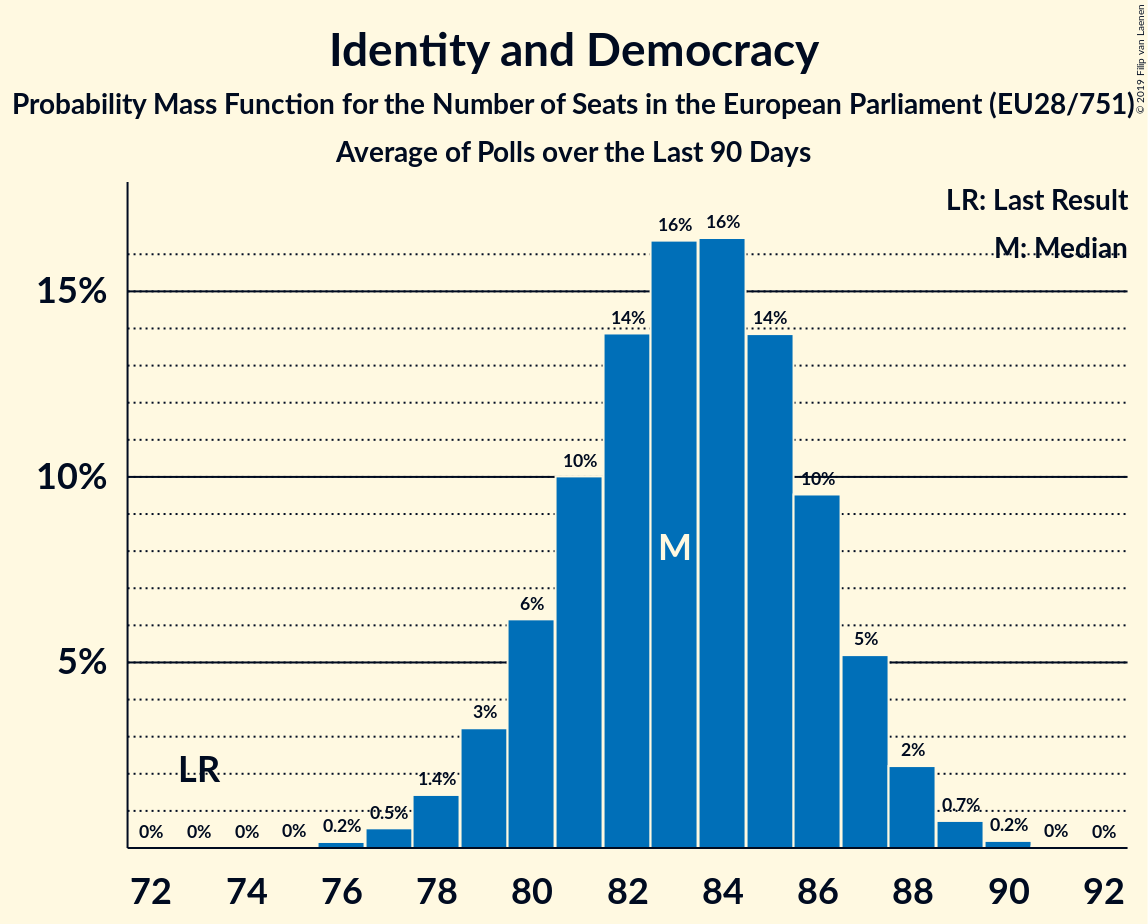 Identity and Democracy
Probability Mass Function for the Number of Seats in the European Parliament (EU28/751)
Average of Polls over the Last 90 Days
© 2019 Filip van Laenen
LR: Last Result
M: Median
15%
10%
5%
0% 0% 0% 0% 0.2% 0.5% 1.4% 3% 6% 10% 14% 16% 16% 14% 10% 5% 2% 0.7% 0.2% 0% 0%
LR
M
72 74 76 78 80 82 84 86 88 90 92